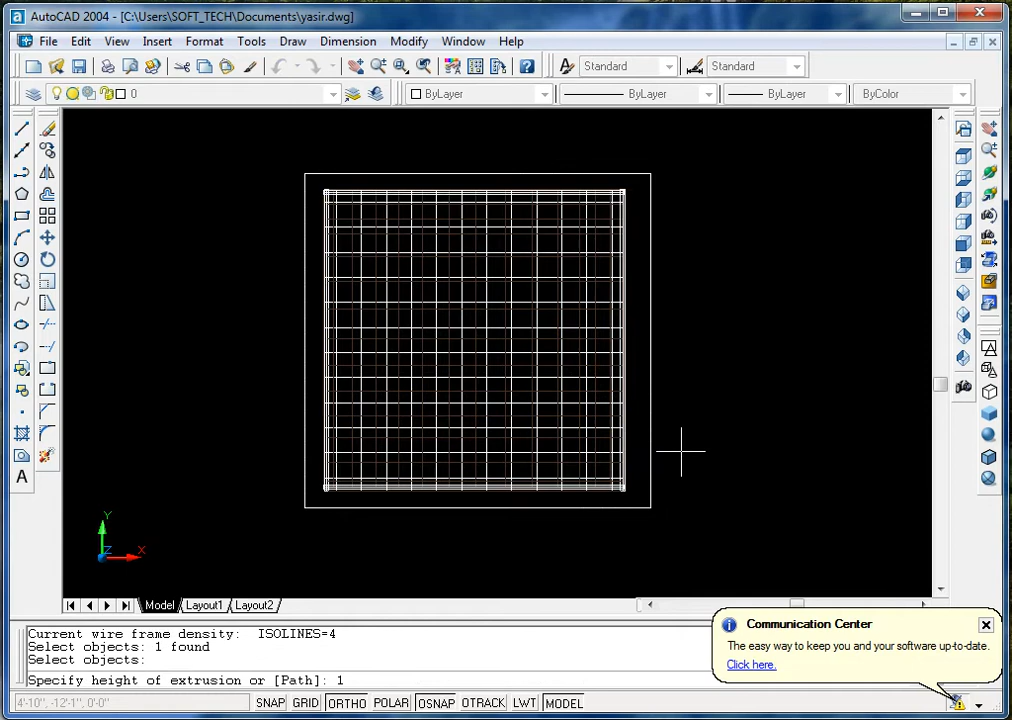 AutoCAD 2004 - [C:\Users\SOFT_TECH\Documents\yasir.dwg]
File Edit View Insert Format Tools Draw Dimension Modify Window Help
Standard Standard
0 ByLayer ByLayer ByLayer ByColor
Y
Z X
Model Layout1 Layout2
Current wire frame density: ISOLINES=4
Select objects: 1 found
Select objects:
Specify height of extrusion or [Path]: 1
Communication Center
The easy way to keep you and your software up-to-date.
Click here.
4'-10", -12'-1", 0'-0" SNAP GRID ORTHO POLAR OSNAP OTRACK LWT MODEL